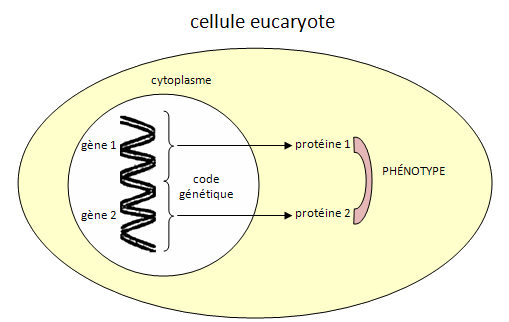 cellule eucaryote
cytoplasme
gène 1
protéine 1
PHÉNOTYPE
code
génétique
gène 2
protéine 2